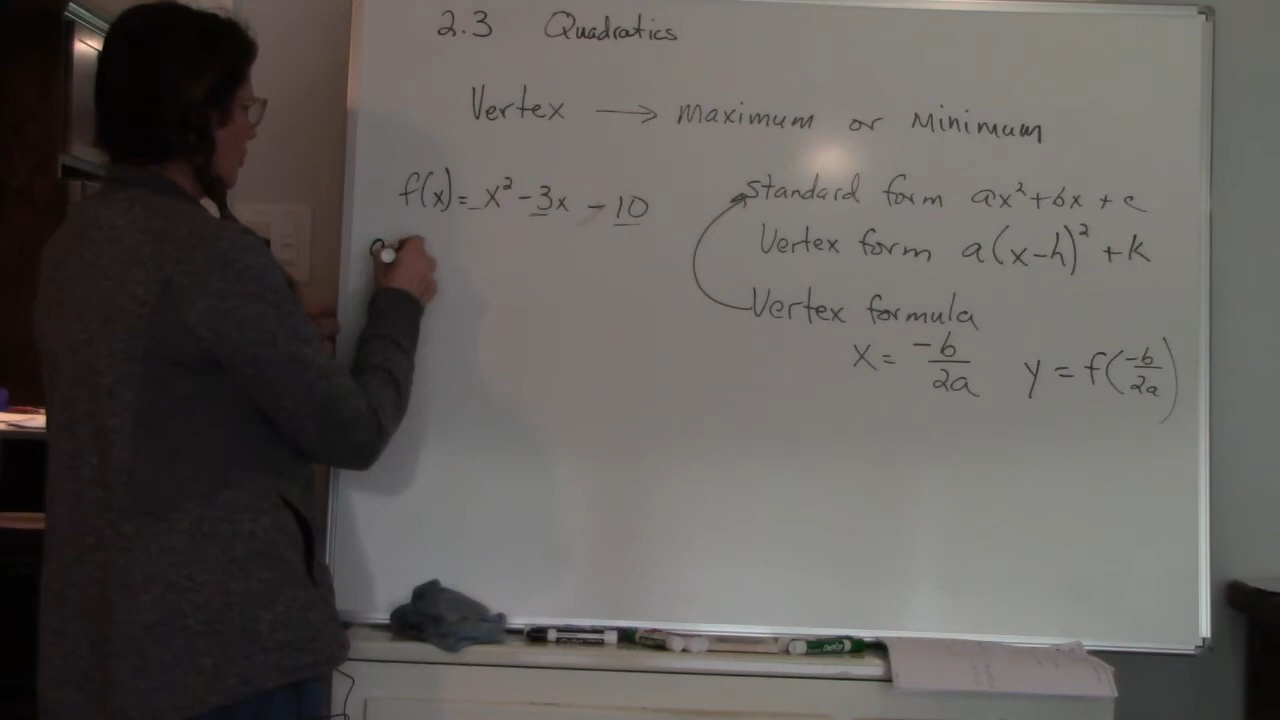 2.3 Quadratics
Vertex → Maximum or Minimum
f(x) = x² - 3x - 10
Standard form ax² + bx + c
Vertex form a(x-h)² + k
Vertex formula
x = -b/2a y = f(-b/2a)